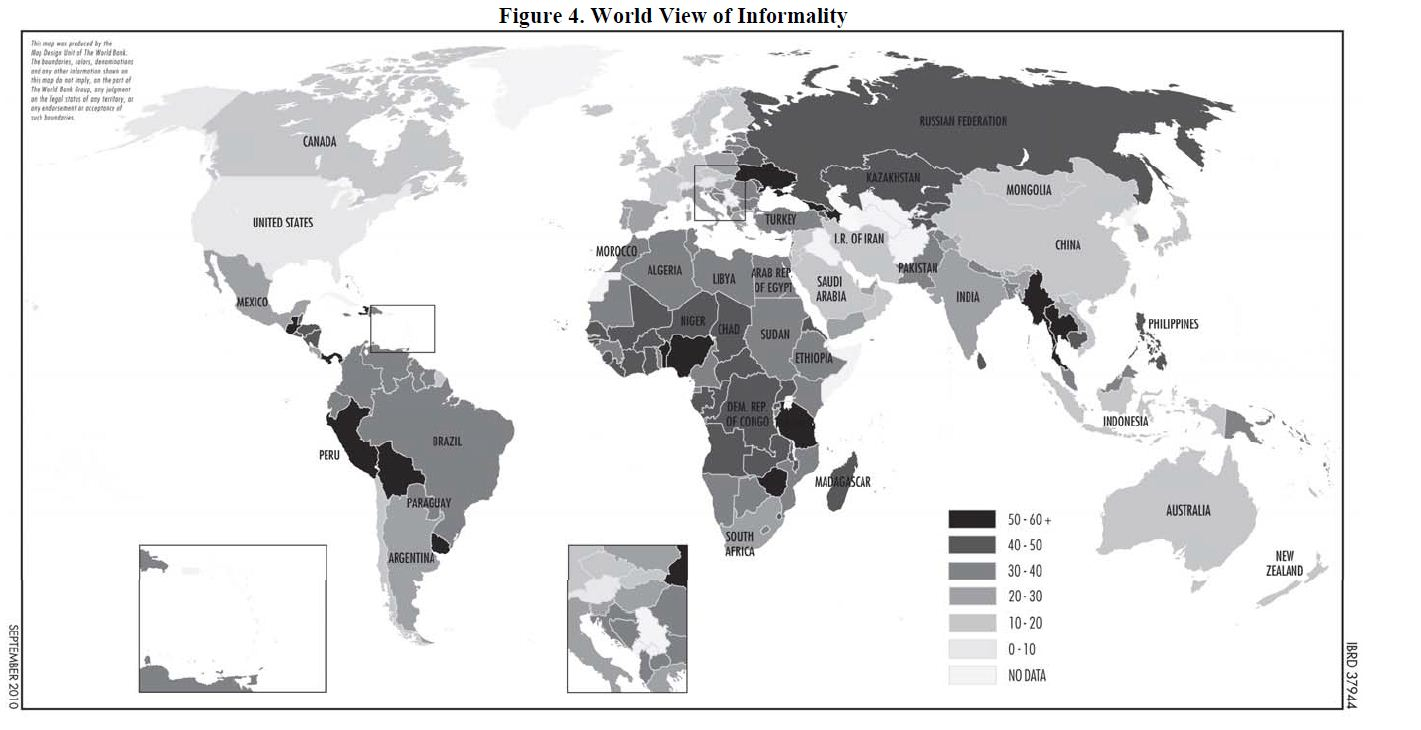 Figure 4. World View of Informality
This map was produced by the
Map Design Unit of The World Bank.
The boundaries, colors, denominations
and any other information shown on
this map do not imply, on the part of
The World Bank Group, any judgment
on the legal status of any territory, or
any endorsement or acceptance of
such boundaries.
CANADA
UNITED STATES
MEXICO
PERU
BRAZIL
PARAGUAY
ARGENTINA
RUSSIAN FEDERATION
KAZAKHSTAN
MONGOLIA
TURKEY
I.R. OF IRAN
CHINA
MOROCCO
ALGERIA
LIBYA
ARAB REP.
OF EGYPT
SAUDI
ARABIA
PAKISTAN
INDIA
NIGER
CHAD
SUDAN
ETHIOPIA
PHILIPPINES
DEM. REP.
OF CONGO
INDONESIA
MADAGASCAR
SOUTH
AFRICA
AUSTRALIA
NEW
ZEALAND
50 - 60 +
40 - 50
30 - 40
20 - 30
10 - 20
0 - 10
NO DATA
SEPTEMBER 2010
IBRD 37944